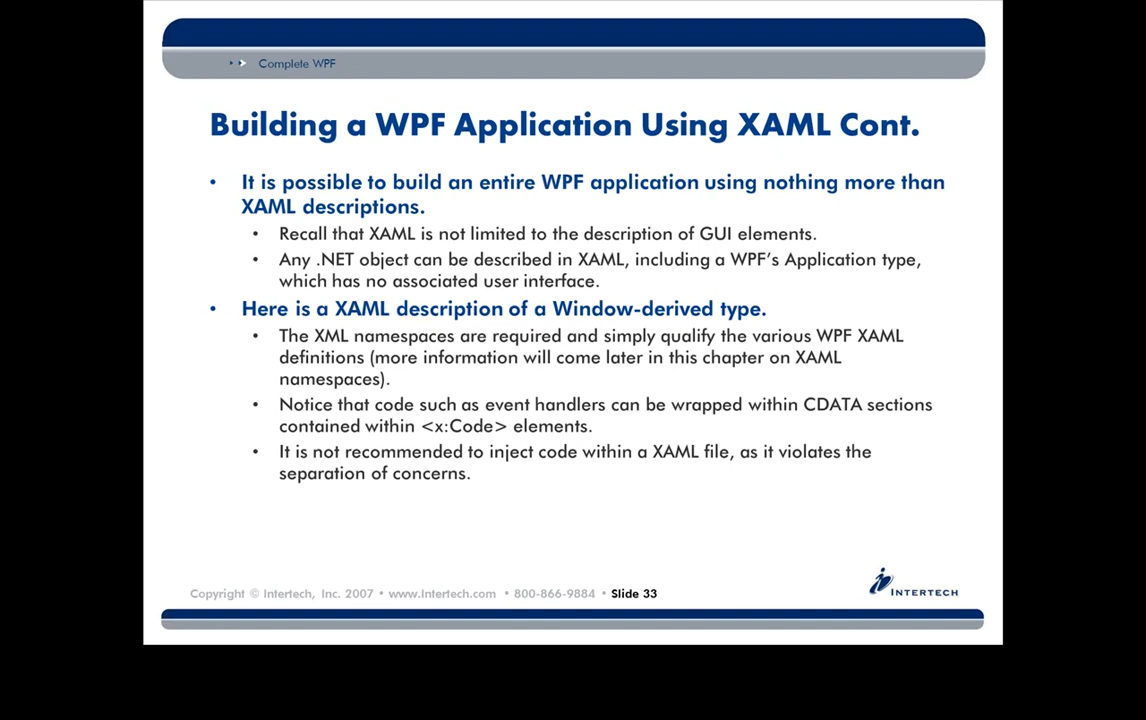 Complete WPF
Building a WPF Application Using XAML Cont.
• It is possible to build an entire WPF application using nothing more than
XAML descriptions.
• Recall that XAML is not limited to the description of GUI elements.
• Any .NET object can be described in XAML, including a WPF's Application type,
which has no associated user interface.
• Here is a XAML description of a Window-derived type.
• The XML namespaces are required and simply qualify the various WPF XAML
definitions (more information will come later in this chapter on XAML
namespaces).
• Notice that code such as event handlers can be wrapped within CDATA sections
contained within <x:Code> elements.
• It is not recommended to inject code within a XAML file, as it violates the
separation of concerns.
Copyright © Intertech, Inc. 2007 • www.Intertech.com • 800-866-9884 • Slide 33
INTERTECH